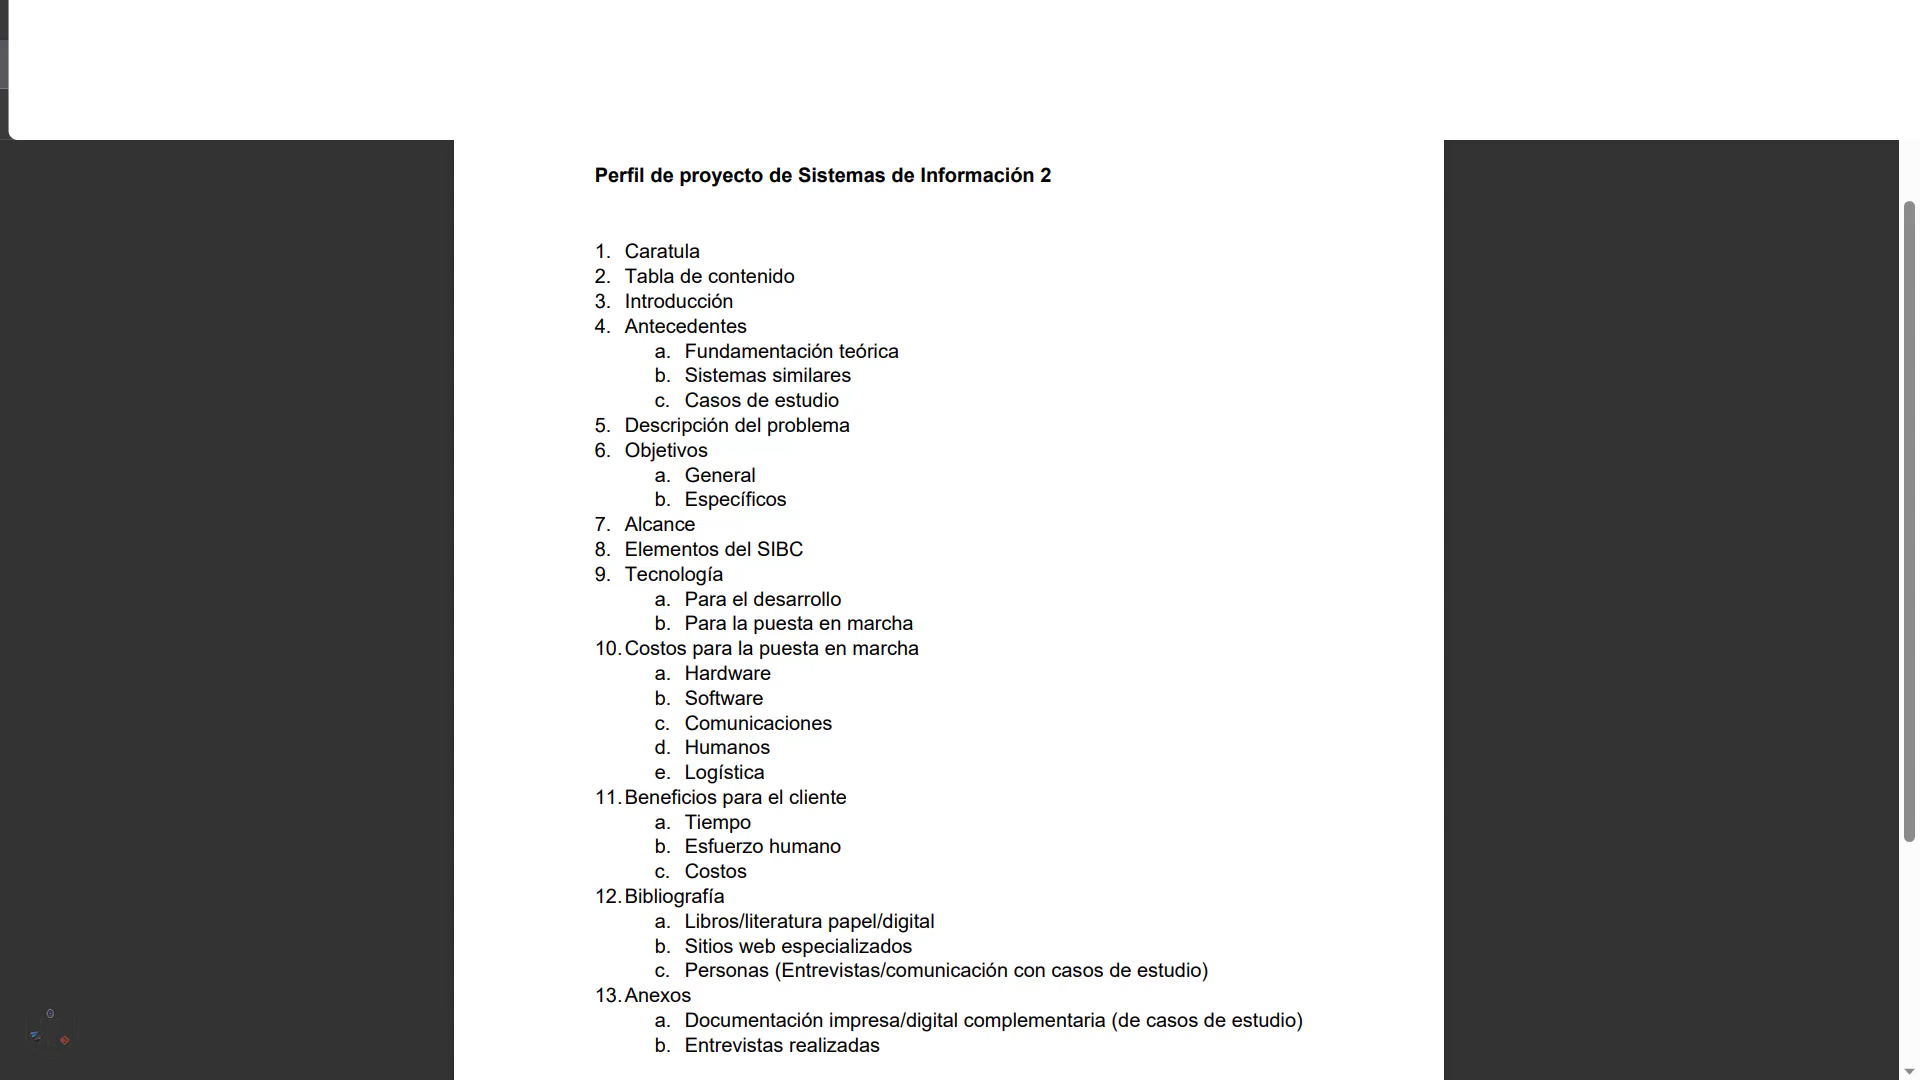 Perfil de proyecto de Sistemas de Información 2
1. Caratula
2. Tabla de contenido
3. Introducción
4. Antecedentes
a. Fundamentación teórica
b. Sistemas similares
c. Casos de estudio
5. Descripción del problema
6. Objetivos
a. General
b. Específicos
7. Alcance
8. Elementos del SIBC
9. Tecnología
a. Para el desarrollo
b. Para la puesta en marcha
10. Costos para la puesta en marcha
a. Hardware
b. Software
c. Comunicaciones
d. Humanos
e. Logística
11. Beneficios para el cliente
a. Tiempo
b. Esfuerzo humano
c. Costos
12. Bibliografía
a. Libros/literatura papel/digital
b. Sitios web especializados
c. Personas (Entrevistas/comunicación con casos de estudio)
13. Anexos
a. Documentación impresa/digital complementaria (de casos de estudio)
b. Entrevistas realizadas